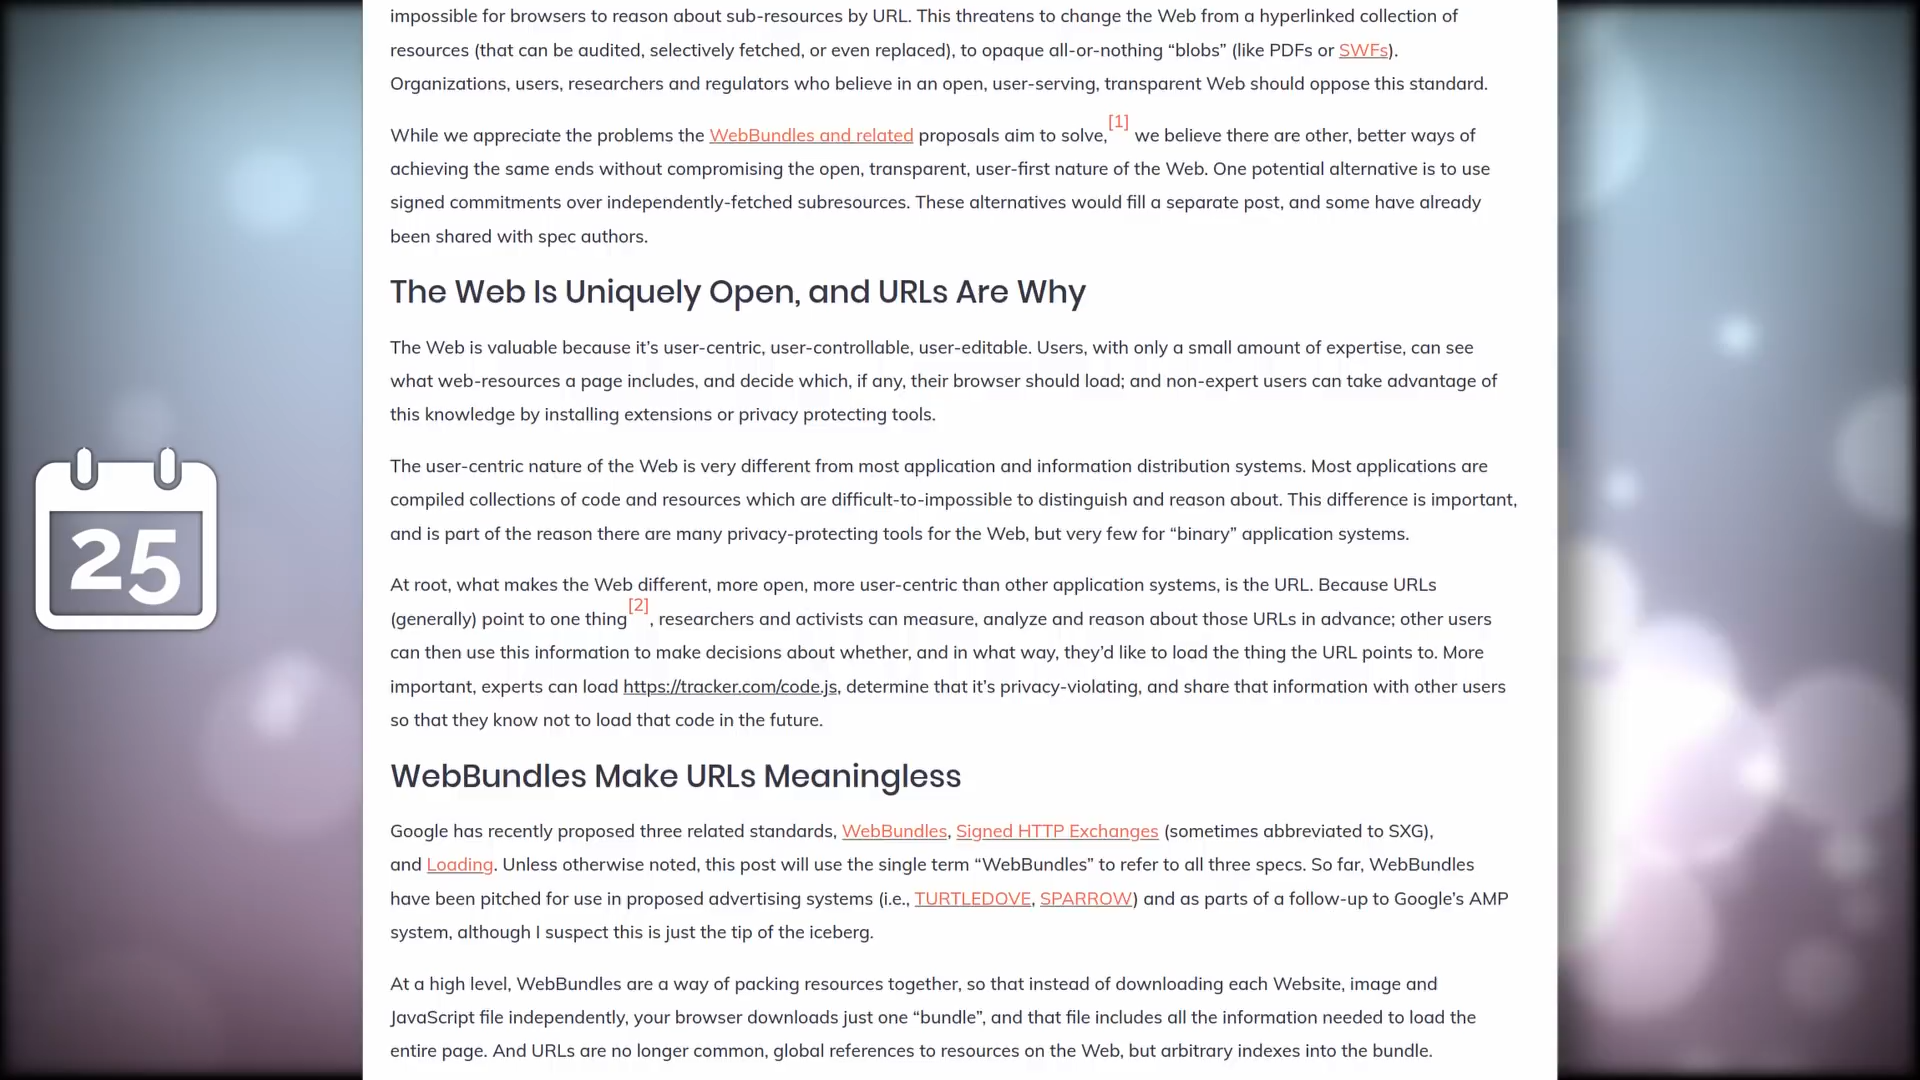 impossible for browsers to reason about sub-resources by URL. This threatens to change the Web from a hyperlinked collection of
resources (that can be audited, selectively fetched, or even replaced), to opaque all-or-nothing “blobs” (like PDFs or SWFs).
Organizations, users, researchers and regulators who believe in an open, user-serving, transparent Web should oppose this standard.
While we appreciate the problems the WebBundles and related proposals aim to solve,[1] we believe there are other, better ways of
achieving the same ends without compromising the open, transparent, user-first nature of the Web. One potential alternative is to use
signed commitments over independently-fetched subresources. These alternatives would fill a separate post, and some have already
been shared with spec authors.
The Web Is Uniquely Open, and URLs Are Why
The Web is valuable because it’s user-centric, user-controllable, user-editable. Users, with only a small amount of expertise, can see
what web-resources a page includes, and decide which, if any, their browser should load; and non-expert users can take advantage of
this knowledge by installing extensions or privacy protecting tools.
The user-centric nature of the Web is very different from most application and information distribution systems. Most applications are
compiled collections of code and resources which are difficult-to-impossible to distinguish and reason about. This difference is important,
and is part of the reason there are many privacy-protecting tools for the Web, but very few for “binary” application systems.
25
At root, what makes the Web different, more open, more user-centric than other application systems, is the URL. Because URLs
(generally) point to one thing[2], researchers and activists can measure, analyze and reason about those URLs in advance; other users
can then use this information to make decisions about whether, and in what way, they’d like to load the thing the URL points to. More
important, experts can load https://tracker.com/code.js, determine that it’s privacy-violating, and share that information with other users
so that they know not to load that code in the future.
WebBundles Make URLs Meaningless
Google has recently proposed three related standards, WebBundles, Signed HTTP Exchanges (sometimes abbreviated to SXG),
and Loading. Unless otherwise noted, this post will use the single term “WebBundles” to refer to all three specs. So far, WebBundles
have been pitched for use in proposed advertising systems (i.e., TURTLEDOVE, SPARROW) and as parts of a follow-up to Google’s AMP
system, although I suspect this is just the tip of the iceberg.
At a high level, WebBundles are a way of packing resources together, so that instead of downloading each Website, image and
JavaScript file independently, your browser downloads just one “bundle”, and that file includes all the information needed to load the
entire page. And URLs are no longer common, global references to resources on the Web, but arbitrary indexes into the bundle.